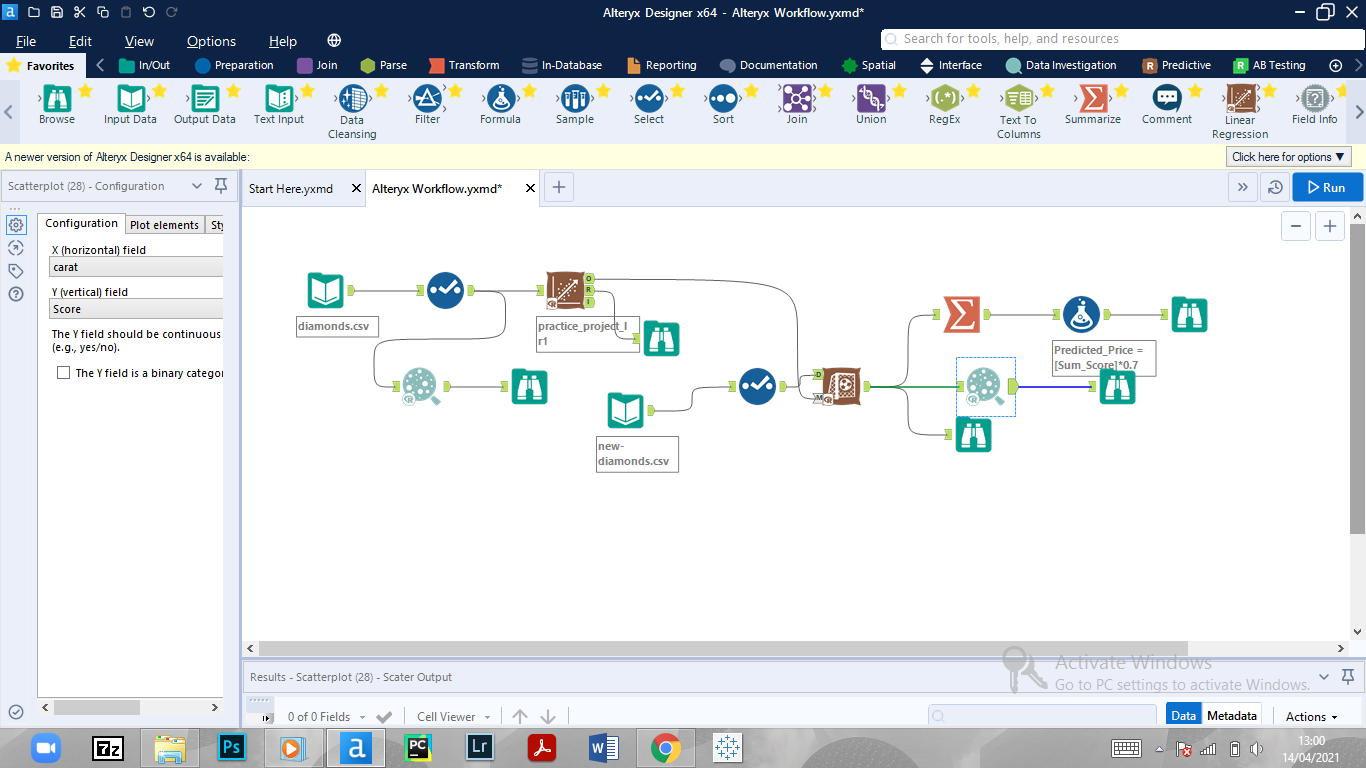 Alteryx Designer x64 - Alteryx Workflow.yxmd*
File Edit View Options Help
Search for tools, help, and resources
Favorites In/Out Preparation Join Parse Transform In-Database Reporting Documentation Spatial Interface Data Investigation Predictive AB Testing
Browse Input Data Output Data Text Input Data Cleansing Filter Formula Sample Select Sort Join Union RegEx Text To Columns Summarize Comment Linear Regression Field Info
A newer version of Alteryx Designer x64 is available:
Click here for options ▼
Scatterplot (28) - Configuration
Start Here.yxmd
Alteryx Workflow.yxmd*
Run
Configuration Plot elements Sty
X (horizontal) field
carat
Y (vertical) field
Score
The Y field should be continuous
(e.g., yes/no).
The Y field is a binary categor
diamonds.csv
O
R
I
practice_project_l
r1
new-
diamonds.csv
D
M
Predicted_Price =
[Sum_Score]*0.7
Results - Scatterplot (28) - Scater Output
Activate Windows
Go to PC settings to activate Windows.
0 of 0 Fields
Cell Viewer
Data
Metadata
Actions
7z
Ps
a
PC
Lr
W
13:00
14/04/2021